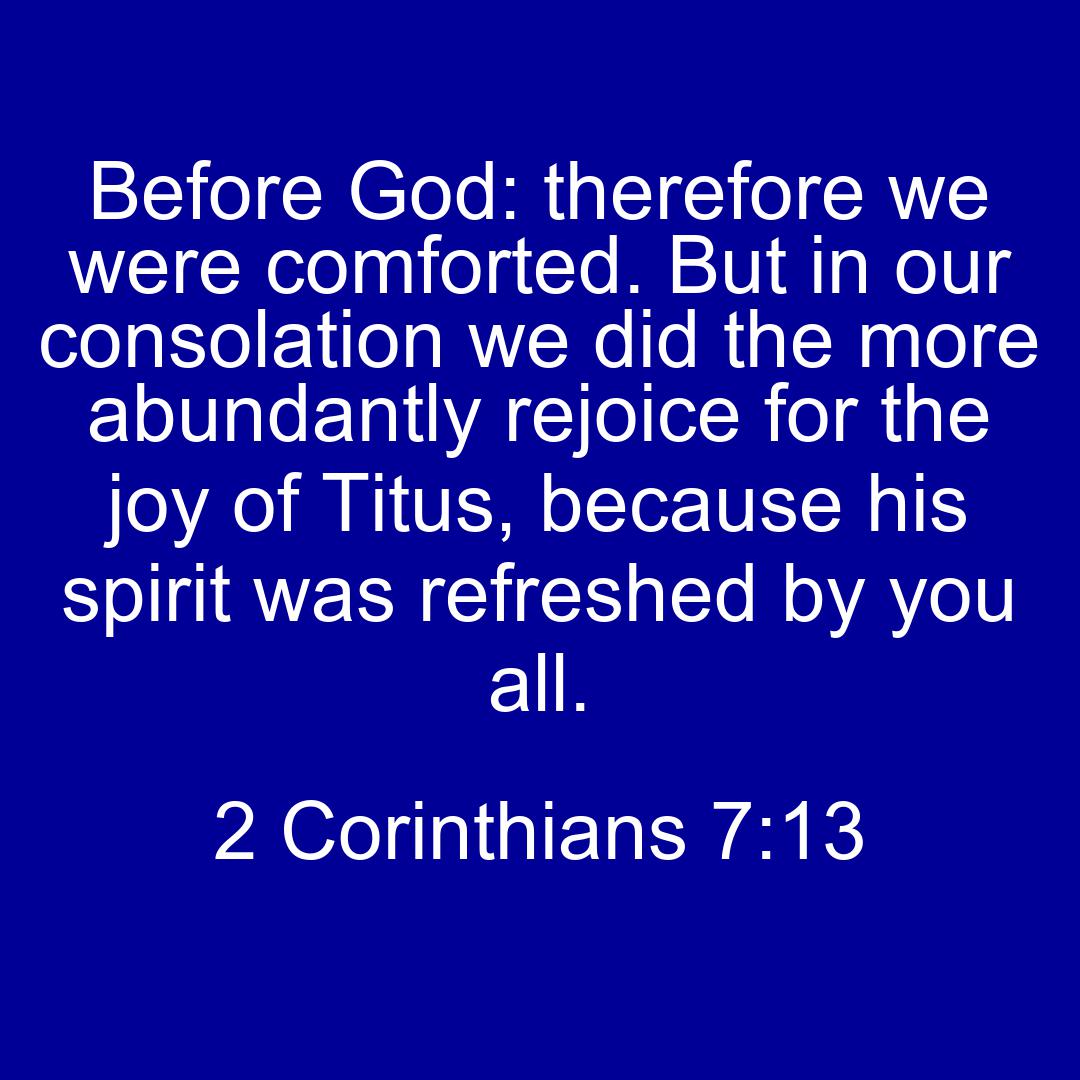 Before God: therefore we
were comforted. But in our
consolation we did the more
abundantly rejoice for the
joy of Titus, because his
spirit was refreshed by you
all.
2 Corinthians 7:13